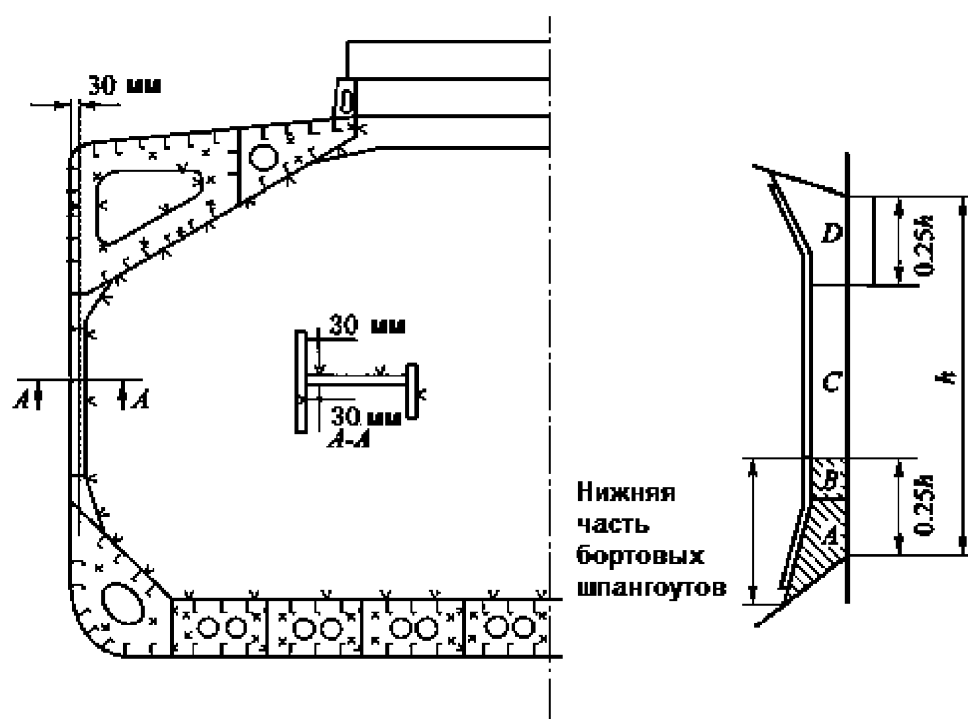 30 мм
D
0.25h
30 мм
C
h
A
A
30 мм
A-A
B
Нижняя
часть
бортовых
шпангоутов
0.25h
A